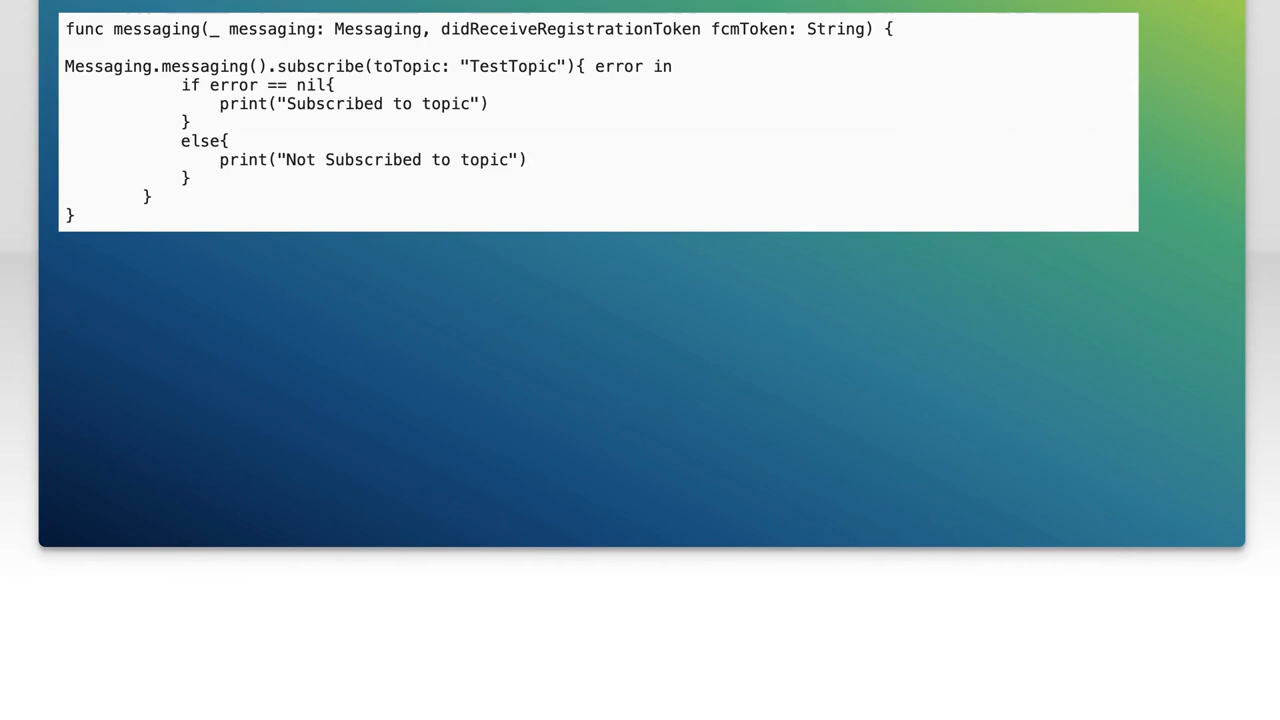 func messaging(_ messaging: Messaging, didReceiveRegistrationToken fcmToken: String) {
Messaging.messaging().subscribe(toTopic: "TestTopic"){ error in
if error == nil{
print("Subscribed to topic")
}
else{
print("Not Subscribed to topic")
}
}
}